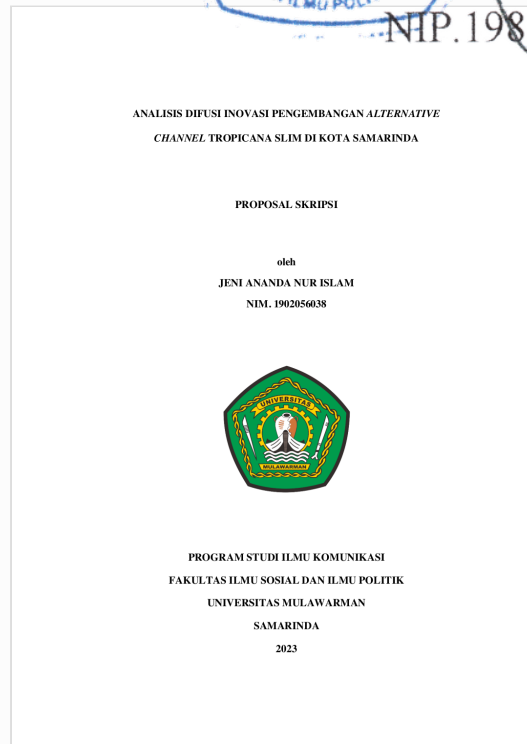 NIP.198
ANALISIS DIFUSI INOVASI PENGEMBANGAN ALTERNATIVE
CHANNEL TROPICANA SLIM DI KOTA SAMARINDA
PROPOSAL SKRIPSI
oleh
JENI ANANDA NUR ISLAM
NIM. 1902056038
UNIVERSITAS
MULAWARMAN
PROGRAM STUDI ILMU KOMUNIKASI
FAKULTAS ILMU SOSIAL DAN ILMU POLITIK
UNIVERSITAS MULAWARMAN
SAMARINDA
2023